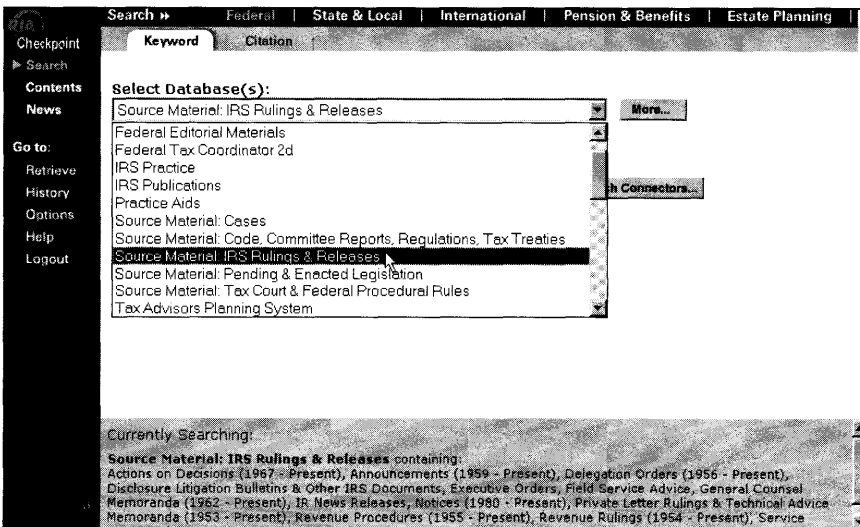 RIA
Search » Federal | State & Local | International | Pension & Benefits | Estate Planning |
Checkpoint
Keyword Citation
Search
Contents
News
Go to:
Retrieve
History
Options
Help
Logout
Select Database(s):
Source Material: IRS Rulings & Releases More...
Federal Editorial Materials
Federal Tax Coordinator 2d
IRS Practice
IRS Publications
Practice Aids
Source Material: Cases
Source Material: Code, Committee Reports, Regulations, Tax Treaties
Source Material: IRS Rulings & Releases
Source Material: Pending & Enacted Legislation
Source Material: Tax Court & Federal Procedural Rules
Tax Advisors Planning System
h Connectors...
Currently Searching:
Source Material: IRS Rulings & Releases containing:
Actions on Decisions (1967 - Present), Announcements (1959 - Present), Delegation Orders (1956 - Present),
Disclosure Litigation Bulletins & Other IRS Documents, Executive Orders, Field Service Advice, General Counsel
Memoranda (1962 - Present), IR News Releases, Notices (1980 - Present), Private Letter Rulings & Technical Advice
Memoranda (1953 - Present), Revenue Procedures (1955 - Present), Revenue Rulings (1954 - Present), Service